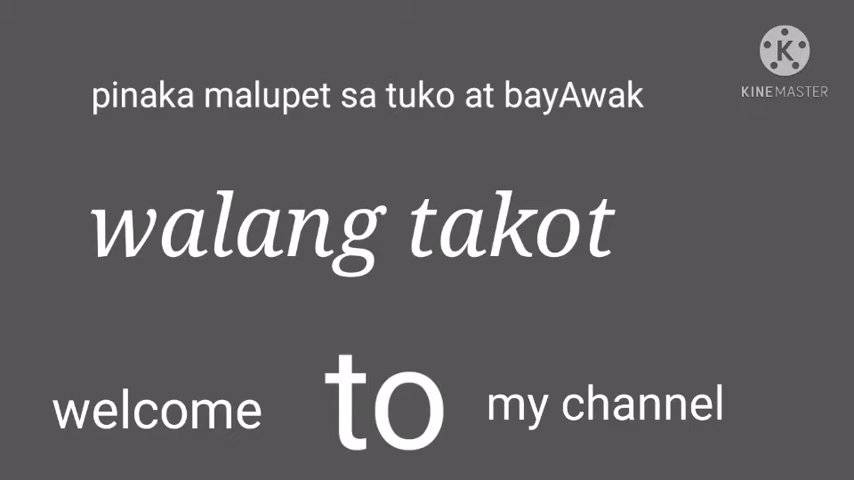 K
KINEMASTER
pinaka malupet sa tuko at bayAwak
walang takot
welcome to my channel